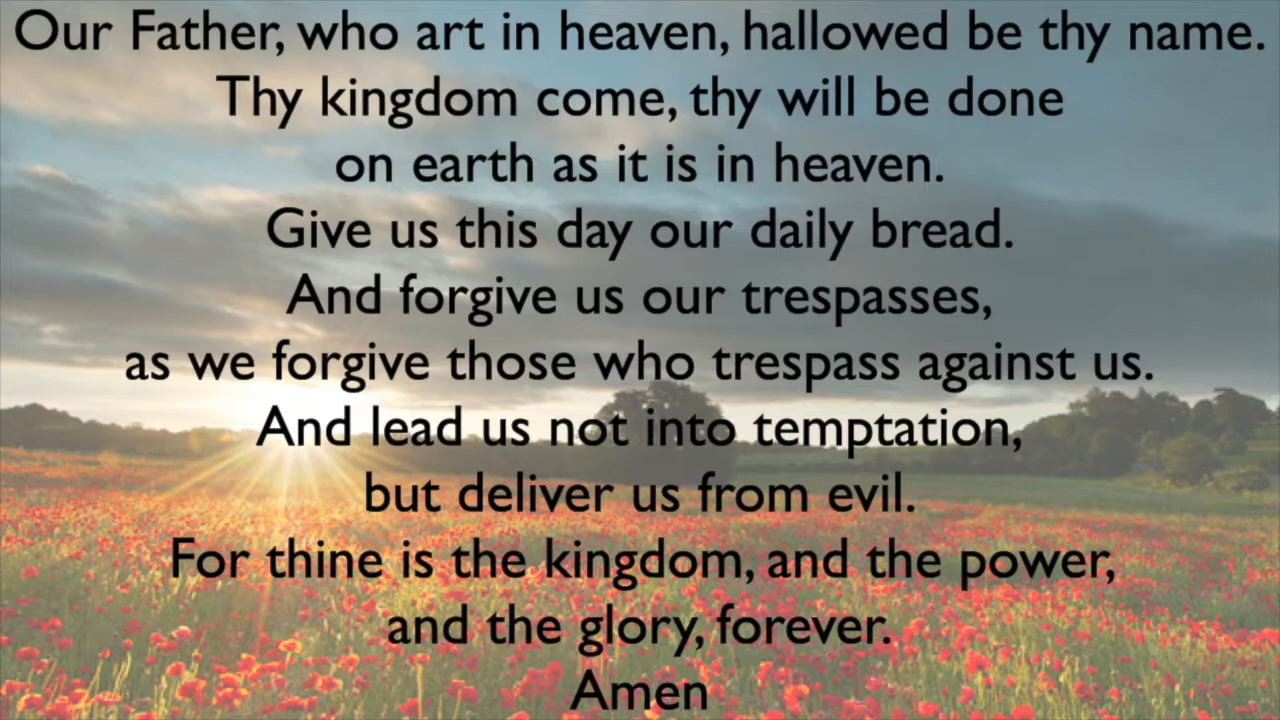 Our Father, who art in heaven, hallowed be thy name.
Thy kingdom come, thy will be done
on earth as it is in heaven.
Give us this day our daily bread.
And forgive us our trespasses,
as we forgive those who trespass against us.
And lead us not into temptation,
but deliver us from evil.
For thine is the kingdom, and the power,
and the glory, forever.
Amen